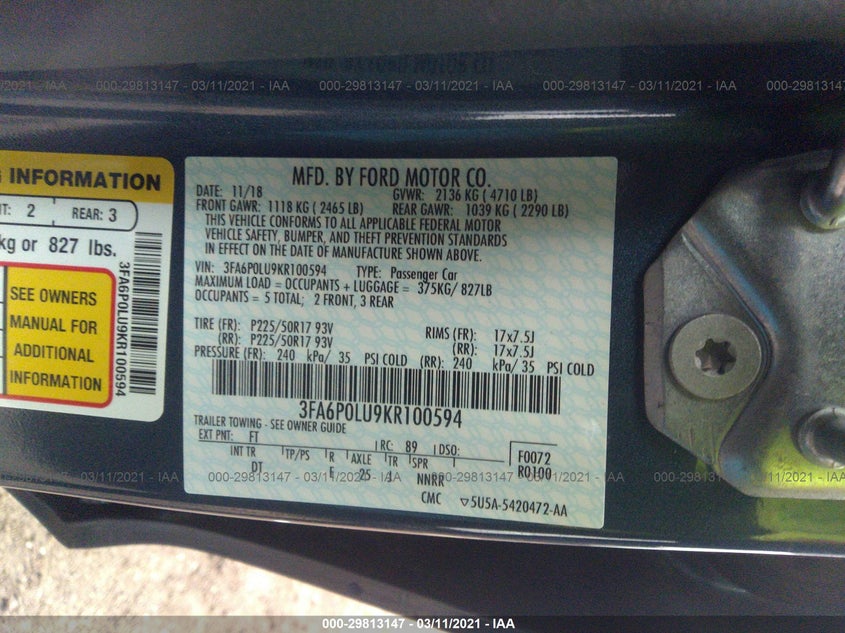 000-29813147 - 03/11/2021 - IAA
G INFORMATION
NT: 2 REAR: 3
kg or 827 lbs.
SEE OWNERS
MANUAL FOR
ADDITIONAL
INFORMATION
3FA6P0LU9KR100594
MFD. BY FORD MOTOR CO.
DATE: 11/18 GVWR: 2136 KG ( 4710 LB)
FRONT GAWR: 1118 KG ( 2465 LB) REAR GAWR: 1039 KG ( 2290 LB)
THIS VEHICLE CONFORMS TO ALL APPLICABLE FEDERAL MOTOR
VEHICLE SAFETY, BUMPER, AND THEFT PREVENTION STANDARDS
IN EFFECT ON THE DATE OF MANUFACTURE SHOWN ABOVE.
VIN: 3FA6P0LU9KR100594 TYPE: Passenger Car
MAXIMUM LOAD = OCCUPANTS + LUGGAGE = 375KG/ 827LB
OCCUPANTS = 5 TOTAL; 2 FRONT, 3 REAR
TIRE (FR): P225/50R17 93V RIMS (FR): 17x7.5J
(RR): P225/50R17 93V (RR): 17x7.5J
PRESSURE (FR): 240 kPa/ 35 PSI COLD (RR): 240 kPa/ 35 PSI COLD
3FA6P0LU9KR100594
TRAILER TOWING - SEE OWNER GUIDE
EXT PNT: FT RC: 89 DSO: F0072
INT TR TP/PS R AXLE TR SPR R0100
DT E 25 1 NNRR
CMC ▽5U5A-5420472-AA
000-29813147 - 03/11/2021 - IAA